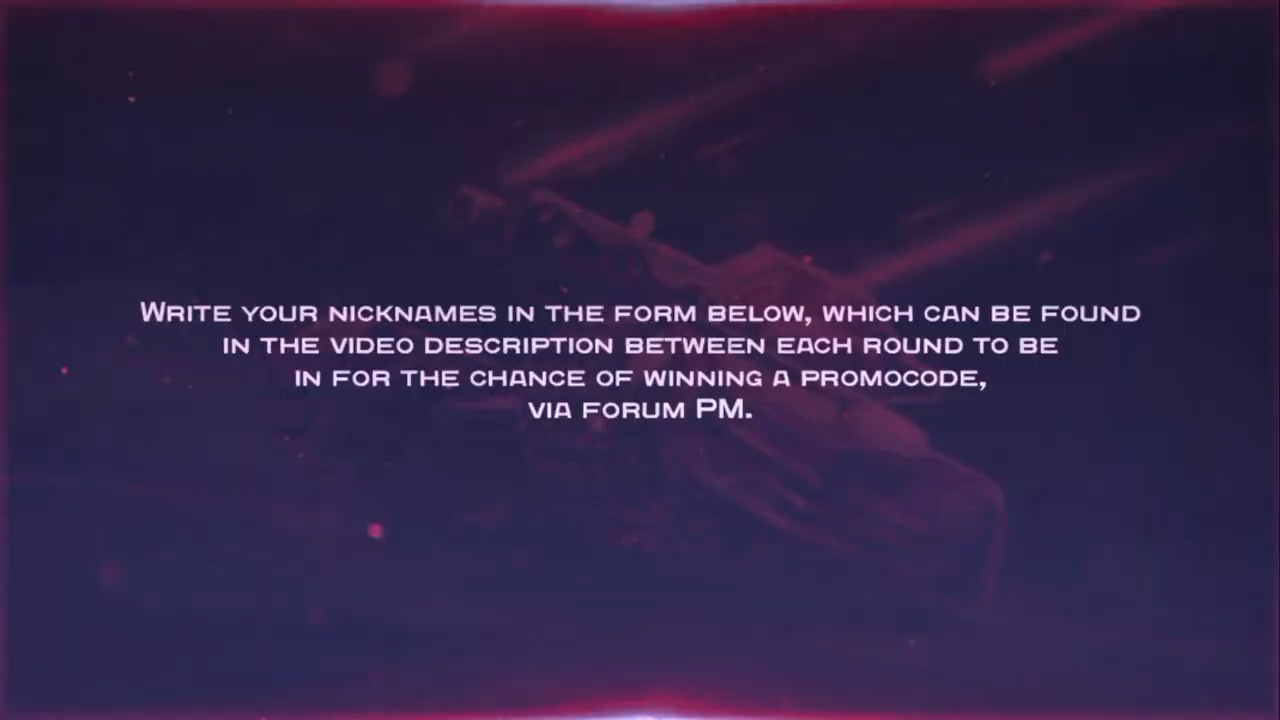 Write your nicknames in the form below, which can be found
in the video description between each round to be
in for the chance of winning a promocode,
via forum PM.